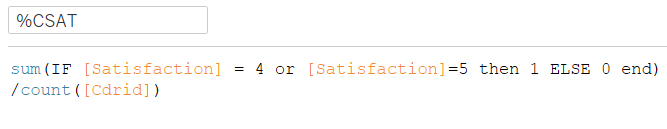 %CSAT
sum(IF [Satisfaction] = 4 or [Satisfaction]=5 then 1 ELSE 0 end)
/count([Cdrid])